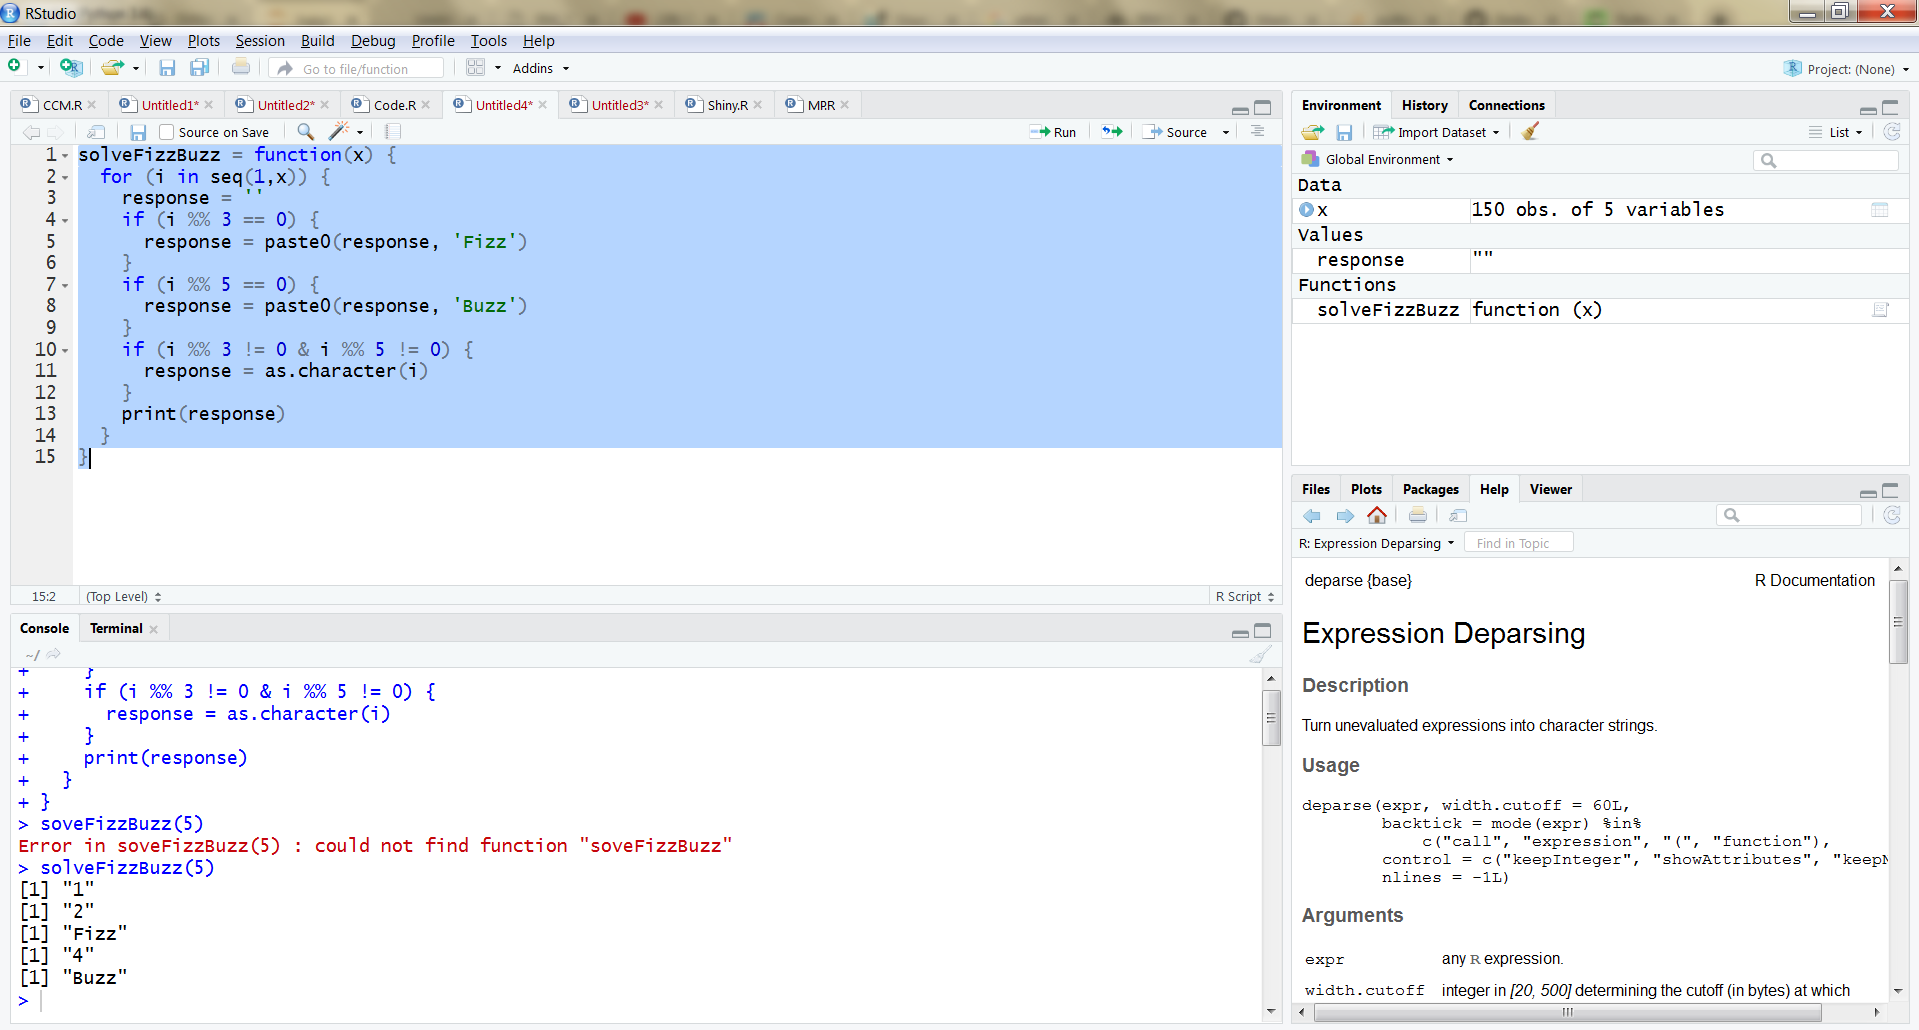 RStudio
File Edit Code View Plots Session Build Debug Profile Tools Help
Go to file/function Addins Project: (None)
CCM.R Untitled1* Untitled2* Code.R Untitled4* Untitled3* Shiny.R MP.R
Source on Save Run Source
1 solveFizzBuzz = function(x) {
2 for (i in seq(1,x)) {
3 response = ''
4 if (i %% 3 == 0) {
5 response = paste0(response, 'Fizz')
6 }
7 if (i %% 5 == 0) {
8 response = paste0(response, 'Buzz')
9 }
10 if (i %% 3 != 0 & i %% 5 != 0) {
11 response = as.character(i)
12 }
13 print(response)
14 }
15 }
15:2 (Top Level) R Script
Console Terminal
~/
+ }
+ if (i %% 3 != 0 & i %% 5 != 0) {
+ response = as.character(i)
+ }
+ print(response)
+ }
+ }
> soveFizzBuzz(5)
Error in soveFizzBuzz(5) : could not find function "soveFizzBuzz"
> solveFizzBuzz(5)
[1] "1"
[1] "2"
[1] "Fizz"
[1] "4"
[1] "Buzz"
>
Environment History Connections
Import Dataset List
Global Environment
Data
x 150 obs. of 5 variables
Values
response ""
Functions
solveFizzBuzz function (x)
Files Plots Packages Help Viewer
R: Expression Deparsing Find in Topic
deparse {base} R Documentation
Expression Deparsing
Description
Turn unevaluated expressions into character strings.
Usage
deparse(expr, width.cutoff = 60L,
backtick = mode(expr) %in%
c("call", "expression", "(", "function"),
control = c("keepInteger", "showAttributes", "keepN
nlines = -1L)
Arguments
expr any R expression.
width.cutoff integer in [20, 500] determining the cutoff (in bytes) at which